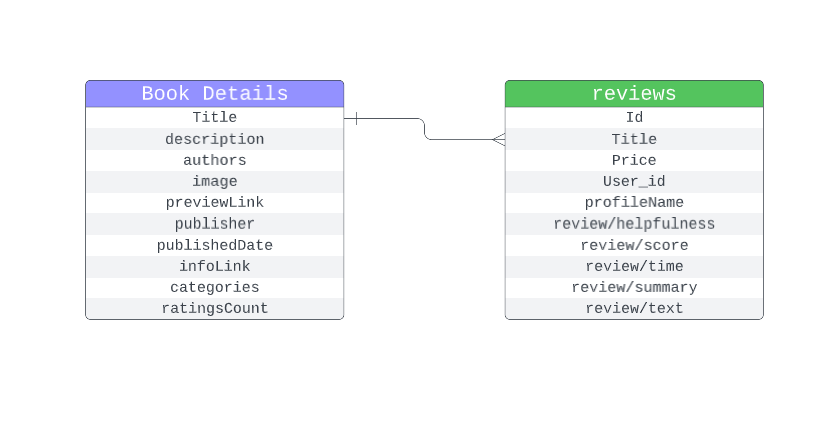 Book Details
Title
description
authors
image
previewLink
publisher
publishedDate
infoLink
categories
ratingsCount
reviews
Id
Title
Price
User_id
profileName
review/helpfulness
review/score
review/time
review/summary
review/text